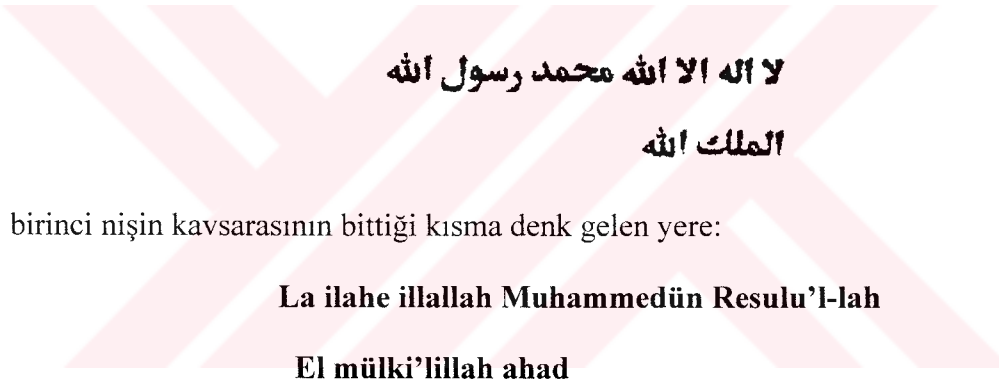 لا اله الا الله محمد رسول الله
الملك الله
birinci nişin kavsarasının bittiği kısma denk gelen yere:
La ilahe illallah Muhammedün Resulu’l-lah
El mülki’lillah ahad